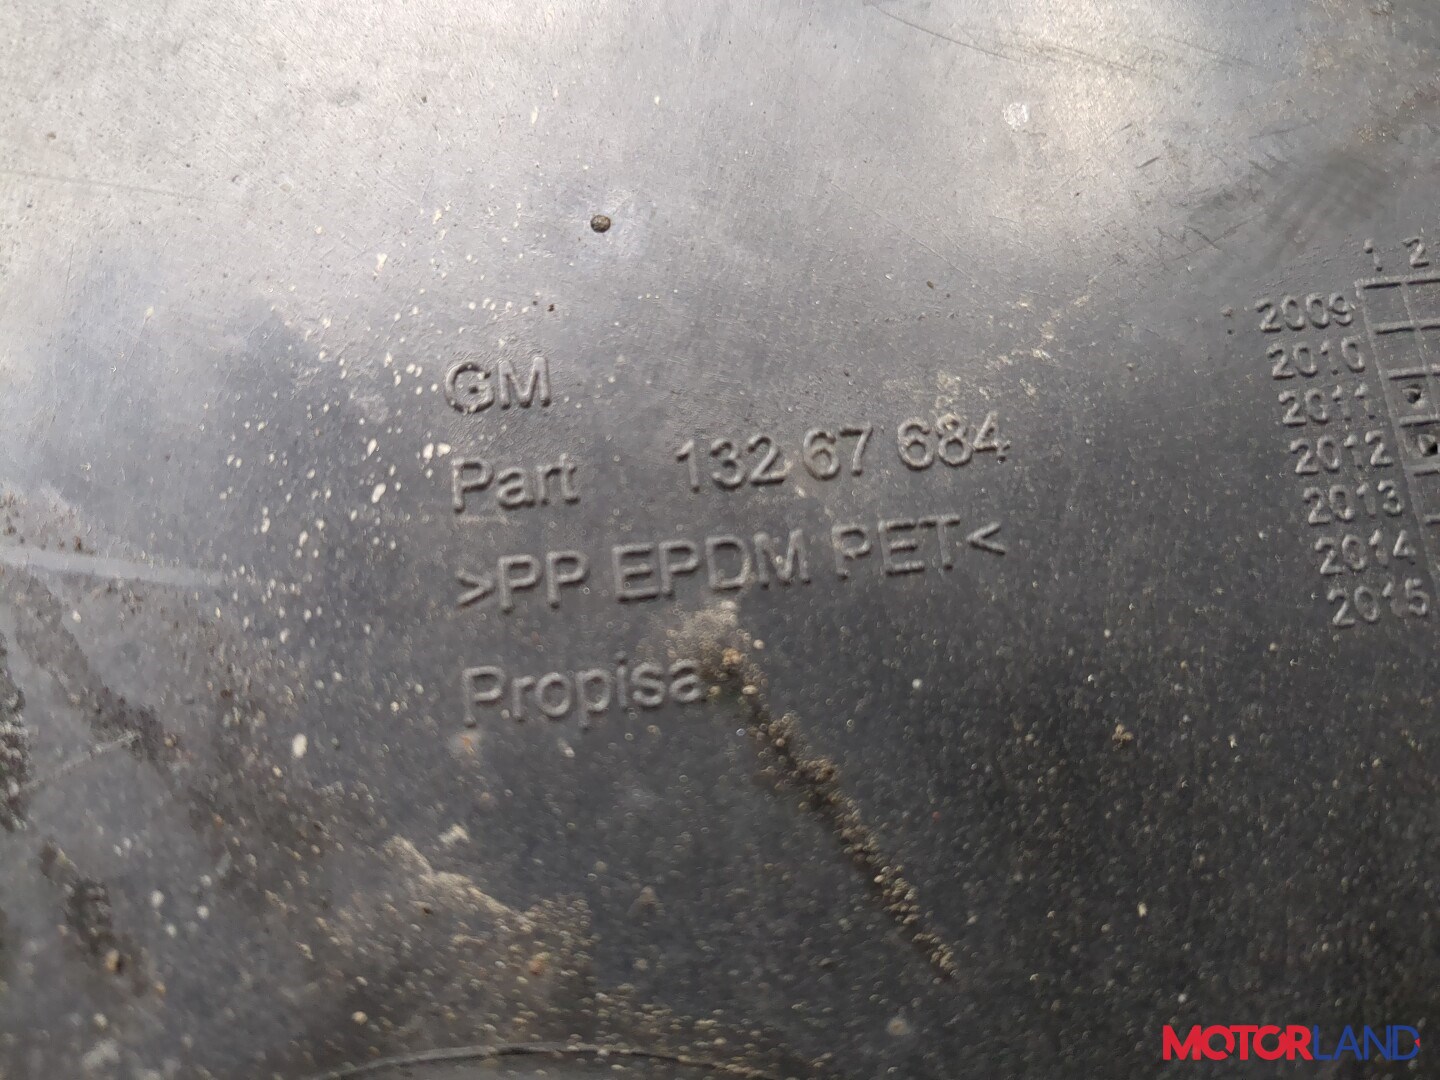 GM
Part 132 67 684
>PP EPDM PET<
Propisa
1 2
2009
2010
2011
2012
2013
2014
2015
MOTORLAND